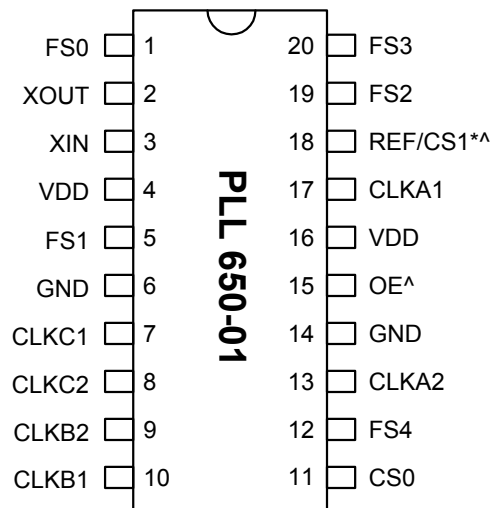 FS0 1 20 FS3
XOUT 2 19 FS2
XIN 3 18 REF/CS1*^
VDD 4 17 CLKA1
FS1 5 16 VDD
GND 6 15 OE^
CLKC1 7 14 GND
CLKC2 8 13 CLKA2
CLKB2 9 12 FS4
CLKB1 10 11 CS0
PLL 650-01